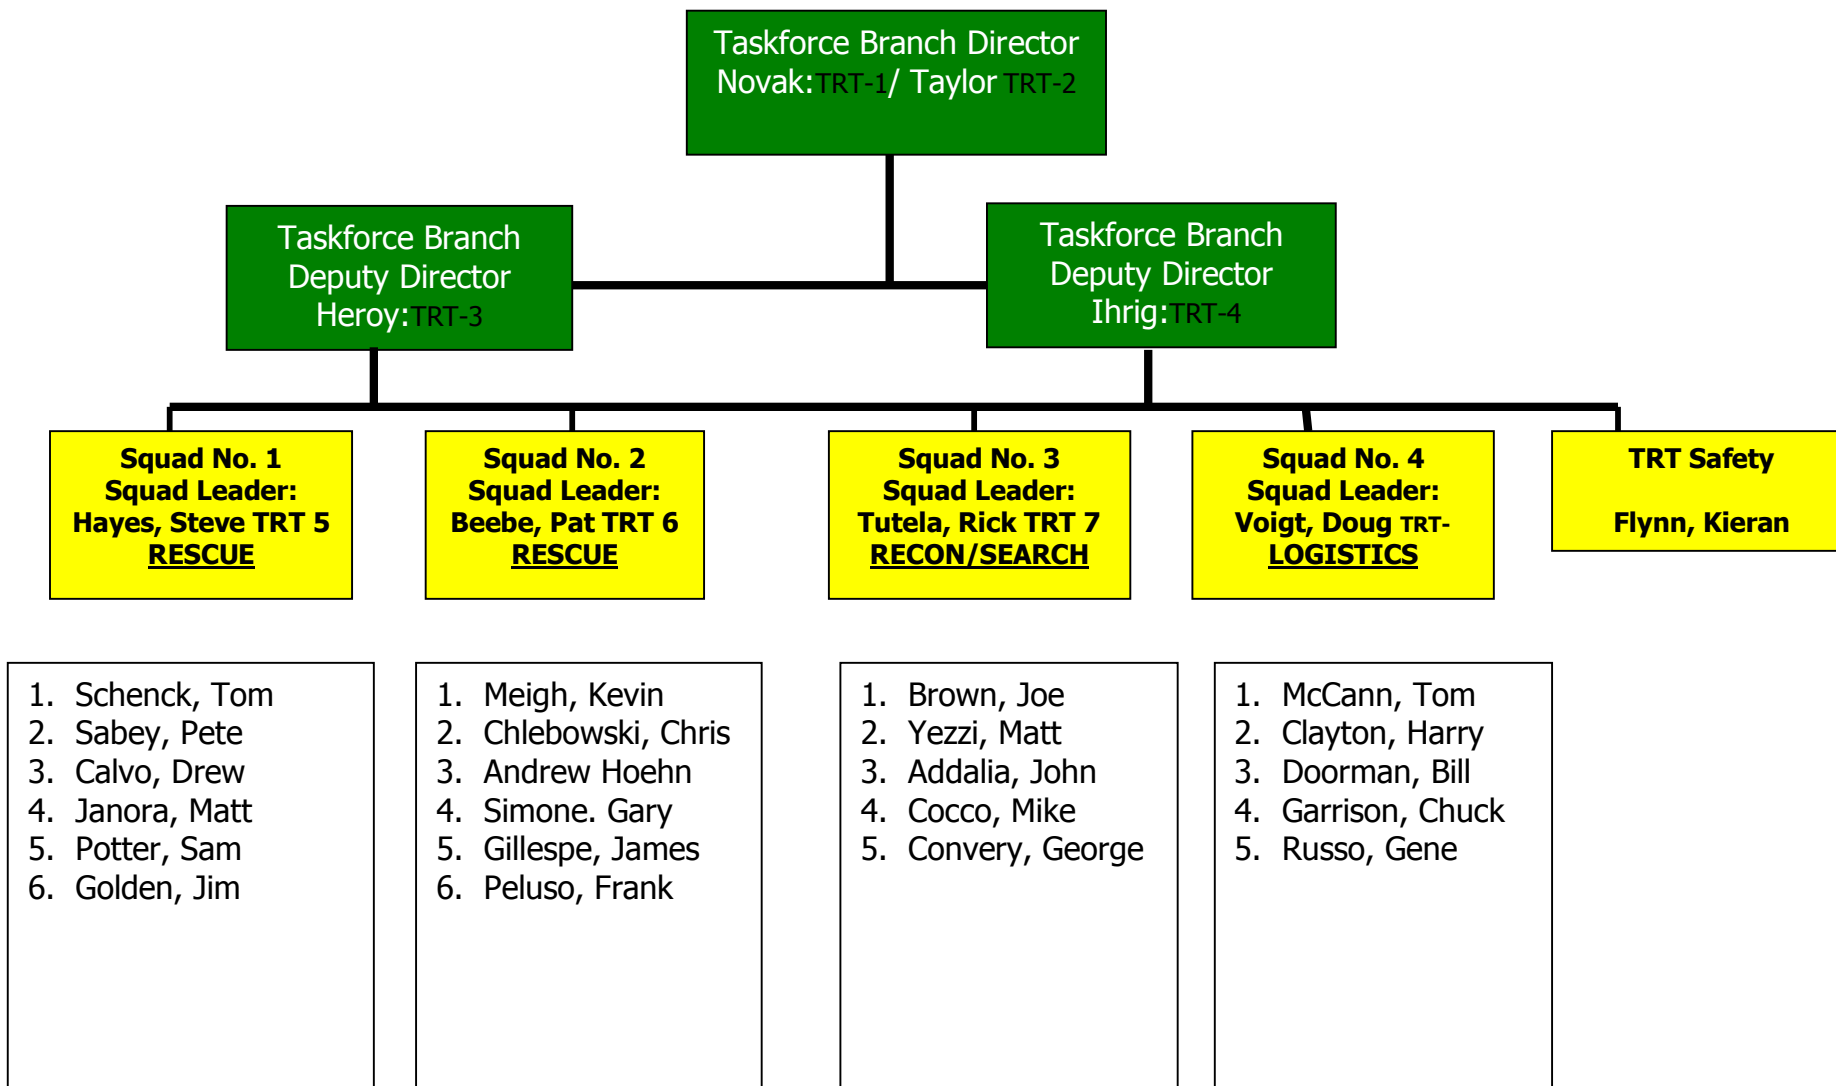 Taskforce Branch Director
Novak:TRT-1/ Taylor TRT-2
Taskforce Branch
Deputy Director
Heroy:TRT-3
Taskforce Branch
Deputy Director
Ihrig:TRT-4
Squad No. 1
Squad Leader:
Hayes, Steve TRT 5
RESCUE
Squad No. 2
Squad Leader:
Beebe, Pat TRT 6
RESCUE
Squad No. 3
Squad Leader:
Tutela, Rick TRT 7
RECON/SEARCH
Squad No. 4
Squad Leader:
Voigt, Doug TRT-
LOGISTICS
TRT Safety
Flynn, Kieran
1. Schenck, Tom
2. Sabey, Pete
3. Calvo, Drew
4. Janora, Matt
5. Potter, Sam
6. Golden, Jim
1. Meigh, Kevin
2. Chlebowski, Chris
3. Andrew Hoehn
4. Simone. Gary
5. Gillespe, James
6. Peluso, Frank
1. Brown, Joe
2. Yezzi, Matt
3. Addalia, John
4. Cocco, Mike
5. Convery, George
1. McCann, Tom
2. Clayton, Harry
3. Doorman, Bill
4. Garrison, Chuck
5. Russo, Gene